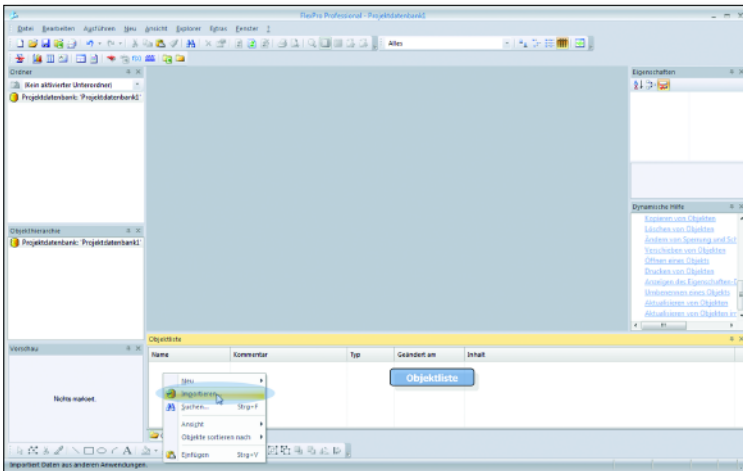 FlexPro Professional - Projektdatenbank1
Datei Bearbeiten Ausführen Neu Ansicht Explorer Extras Fenster ?
Alles
Ordner
(Kein aktivierter Unterordner)
Projektdatenbank: 'Projektdatenbank1'
Objekthierarchie
Projektdatenbank: 'Projektdatenbank1'
Vorschau
Nichts markiert.
Eigenschaften
Dynamische Hilfe
Kopieren von Objekten
Löschen von Objekten
Ändern von Sperrung und Sch
Verschieben von Objekten
Öffnen eines Objekts
Drucken von Objekten
Anzeigen des Eigenschaften-D
Umbenennen eines Objekts
Aktualisieren von Objekten
Aktualisieren von Objekten im
Objektliste
Name Kommentar Typ Geändert am Inhalt
Objektliste
Neu
Importieren...
Suchen... Strg+F
Ansicht
Objekte sortieren nach
Einfügen Strg+V
Importiert Daten aus anderen Anwendungen.